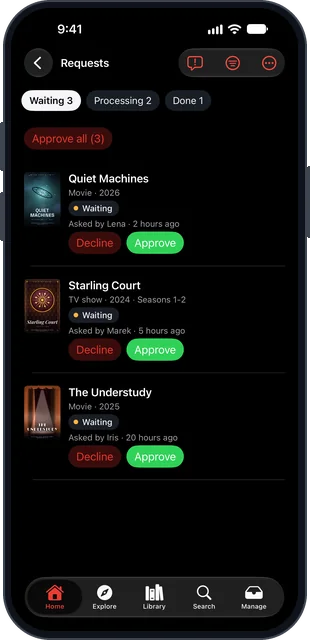 9:41
Requests
Waiting 3
Processing 2
Done 1
Approve all (3)
QUIET
MACHINES
Quiet Machines
Movie · 2026
Waiting
Asked by Lena · 2 hours ago
Decline
Approve
Starling Court
Starling Court
TV show · 2024 · Seasons 1-2
Waiting
Asked by Marek · 5 hours ago
Decline
Approve
THE
UNDERSTUDY
The Understudy
Movie · 2025
Waiting
Asked by Iris · 20 hours ago
Decline
Approve
Home
Explore
Library
Search
Manage